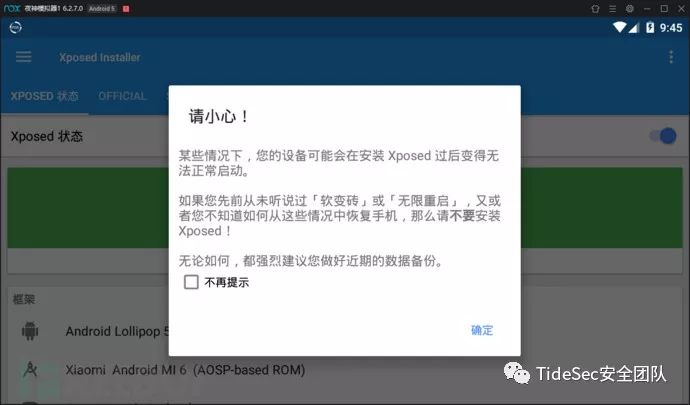 nox 夜神模拟器1 6.2.7.0 Android 5
9:45
Xposed Installer
XPOSED 状态 OFFICIAL
Xposed 状态
请小心！
某些情况下，您的设备可能会在安装 Xposed 过后变得无
法正常启动。
如果您先前从未听说过「软变砖」或「无限重启」，又或
者您不知道如何从这些情况中恢复手机，那么请不要安装
Xposed！
无论如何，都强烈建议您做好近期的数据备份。
不再提示
确定
框架
Android Lollipop 5
Xiaomi Android MI 6 (AOSP-based ROM)
TideSec安全团队